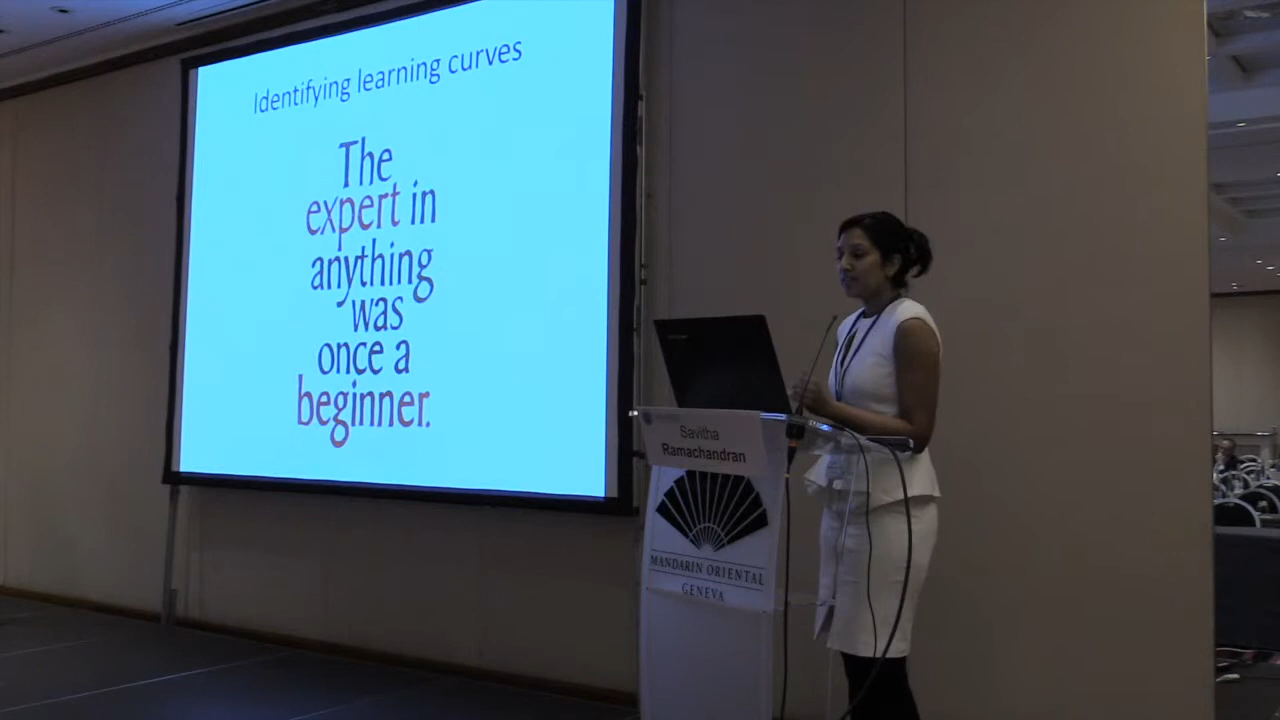 Identifying learning curves
The
expert in
anything
was
once a
beginner.
Savitha
Ramachandran
MANDARIN ORIENTAL
GENEVA